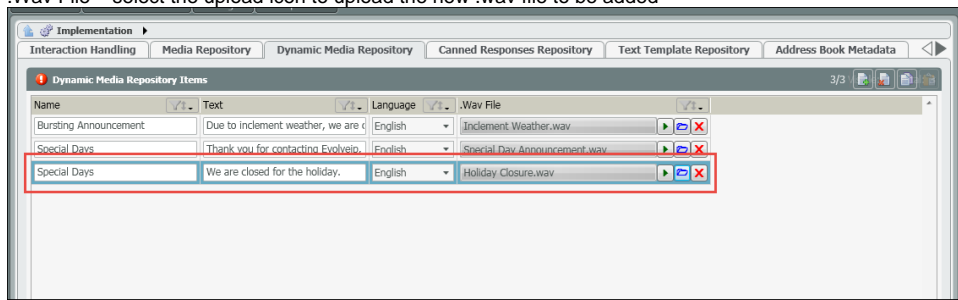 .Wav File – select the upload icon to upload the new .wav file to be added
Implementation
Interaction Handling Media Repository Dynamic Media Repository Canned Responses Repository Text Template Repository Address Book Metadata
Dynamic Media Repository Items 3/3
Name Text Language .Wav File
Bursting Announcement Due to inclement weather, we are c English Inclement Weather.wav
Special Days Thank you for contacting Evolveip. English Special Day Announcement.wav
Special Days We are closed for the holiday. English Holiday Closure.wav